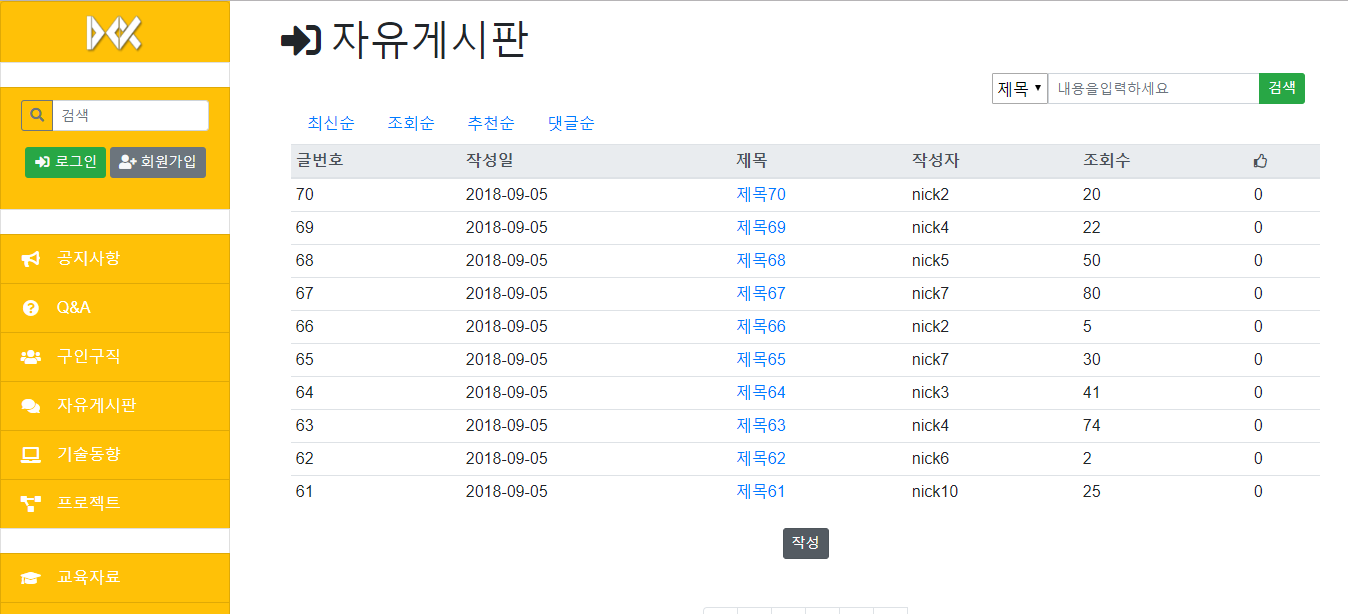 검색
로그인 회원가입
공지사항
Q&A
구인구직
자유게시판
기술동향
프로젝트
교육자료
자유게시판
제목 내용을입력하세요 검색
최신순 조회순 추천순 댓글순
글번호 작성일 제목 작성자 조회수
70 2018-09-05 제목70 nick2 20 0
69 2018-09-05 제목69 nick4 22 0
68 2018-09-05 제목68 nick5 50 0
67 2018-09-05 제목67 nick7 80 0
66 2018-09-05 제목66 nick2 5 0
65 2018-09-05 제목65 nick7 30 0
64 2018-09-05 제목64 nick3 41 0
63 2018-09-05 제목63 nick4 74 0
62 2018-09-05 제목62 nick6 2 0
61 2018-09-05 제목61 nick10 25 0
작성